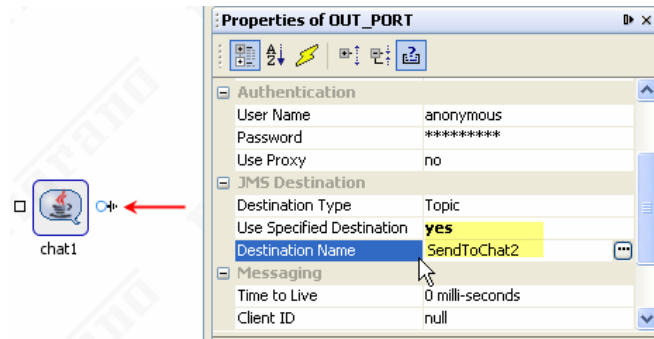 Properties of OUT_PORT
Authentication
User Name anonymous
Password *********
Use Proxy no
JMS Destination
Destination Type Topic
Use Specified Destination yes
Destination Name SendToChat2
Messaging
Time to Live 0 milli-seconds
Client ID null
chat1